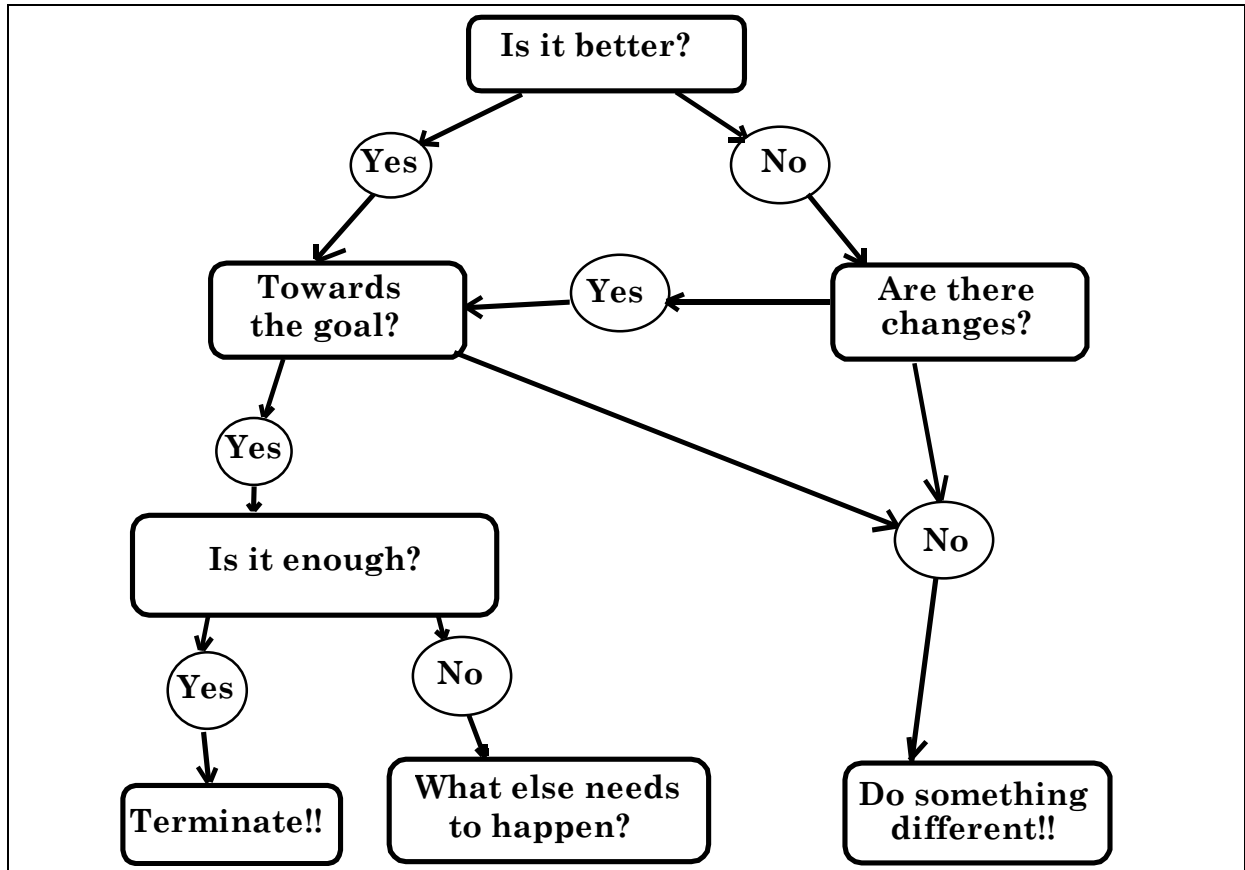 Is it better?
Yes
No
Towards
the goal?
Yes
Are there
changes?
Yes
No
Is it enough?
Yes
No
Terminate!!
What else needs
to happen?
Do something
different!!